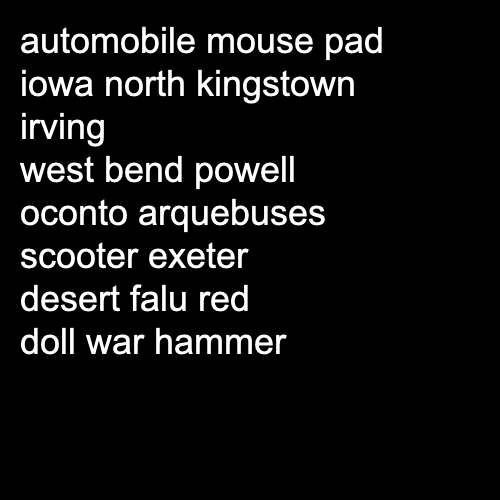 automobile mouse pad
iowa north kingstown
irving
west bend powell
oconto arquebuses
scooter exeter
desert falu red
doll war hammer